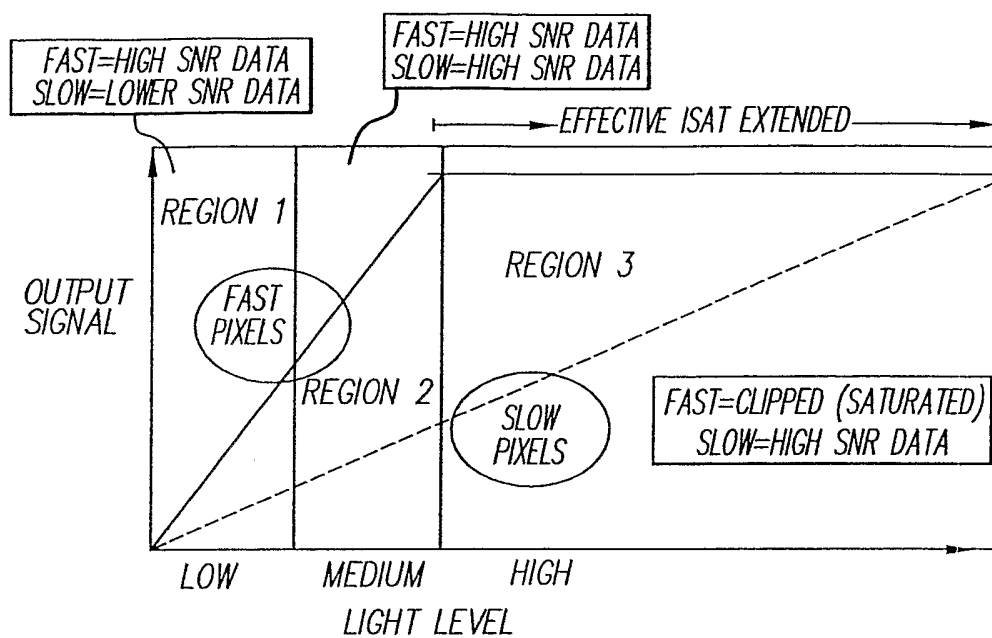 FAST=HIGH SNR DATA
SLOW=LOWER SNR DATA
FAST=HIGH SNR DATA
SLOW=HIGH SNR DATA
EFFECTIVE ISAT EXTENDED
REGION 1
REGION 3
OUTPUT
SIGNAL
FAST
PIXELS
REGION 2
SLOW
PIXELS
FAST=CLIPPED (SATURATED)
SLOW=HIGH SNR DATA
LOW
MEDIUM
HIGH
LIGHT LEVEL